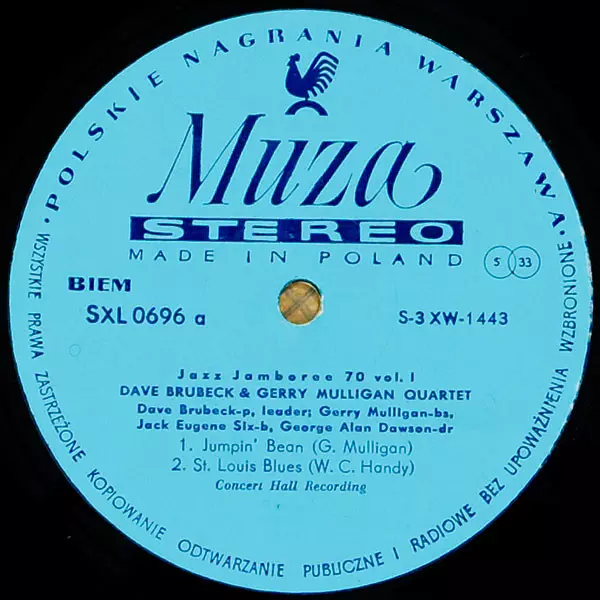 • POLSKIE NAGRANIA WARSZAWA •
Muza
STEREO
MADE IN POLAND
S 33
BIEM
SXL 0696 a
S-3 XW-1443
Jazz Jamboree 70 vol. I
DAVE BRUBECK & GERRY MULLIGAN QUARTET
Dave Brubeck-p, leader; Gerry Mulligan-bs,
Jack Eugene Six-b, George Alan Dawson-dr
1. Jumpin' Bean (G. Mulligan)
2. St. Louis Blues (W. C. Handy)
Concert Hall Recording
WSZYSTKIE PRAWA ZASTRZEŻONE KOPIOWANIE ODTWARZANIE PUBLICZNE I RADIOWE BEZ UPOWAŻNIENIA WZBRONIONE